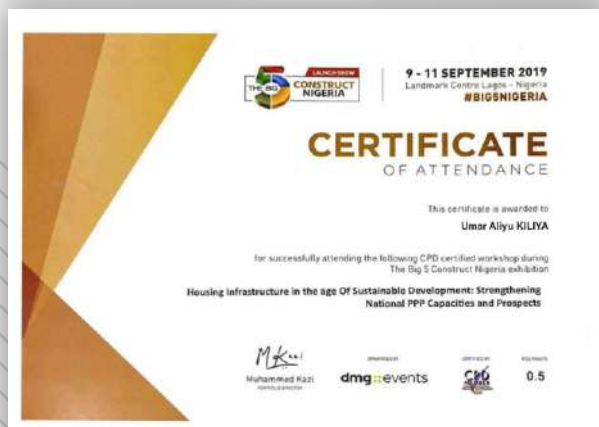 LAUNCH SHOW
THE BIG 5
CONSTRUCT
NIGERIA
9 - 11 SEPTEMBER 2019
Landmark Centre Lagos - Nigeria
#BIG5NIGERIA
CERTIFICATE
OF ATTENDANCE
This certificate is awarded to
Umar Aliyu KILIYA
for successfully attending the following CPD certified workshop during
The Big 5 Construct Nigeria exhibition
Housing Infrastructure in the age Of Sustainable Development: Strengthening
National PPP Capacities and Prospects
Muhammed Kazi
dmg::events
CPD
0.5